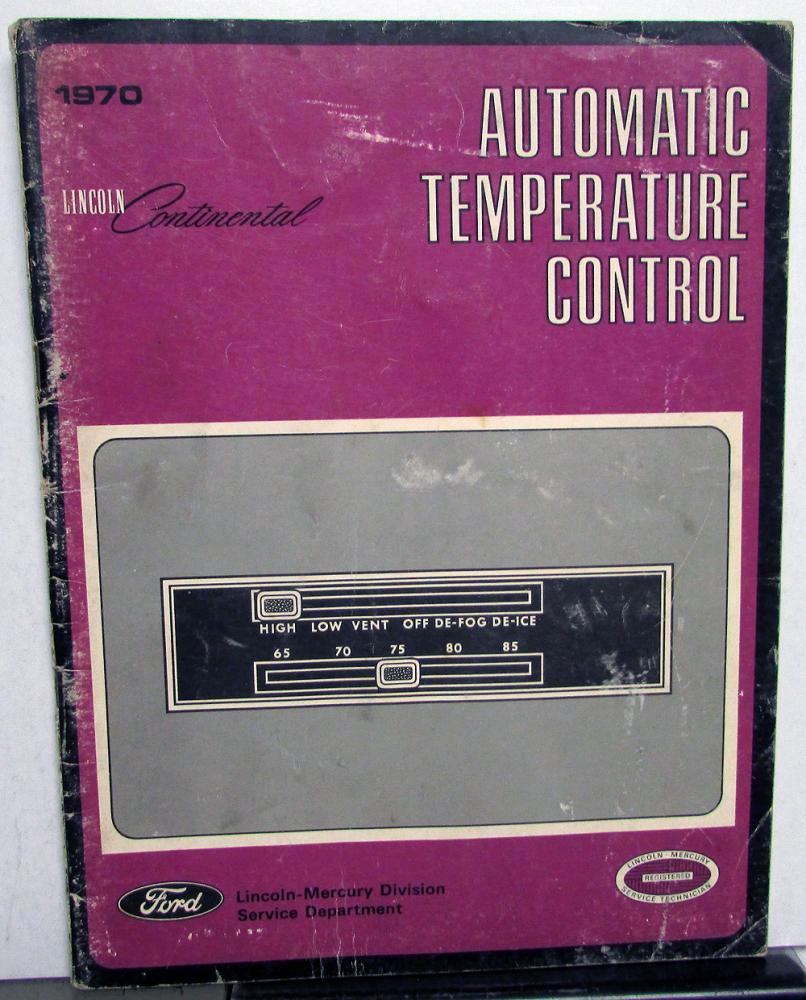 1970
AUTOMATIC
TEMPERATURE
CONTROL
LINCOLN Continental
HIGH LOW VENT OFF DE-FOG DE-ICE
65 70 75 80 85
Ford
Lincoln-Mercury Division
Service Department
LINCOLN - MERCURY
REGISTERED
SERVICE TECHNICIAN